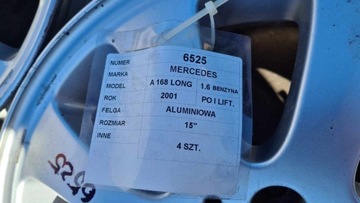 NUMER 6525
MARKA MERCEDES
MODEL A 168 LONG 1.6 BENZYNA
ROK 2001 PO I LIFT.
FELGA ALUMINIOWA
ROZMIAR 15"
INNE 4 SZT.
6525